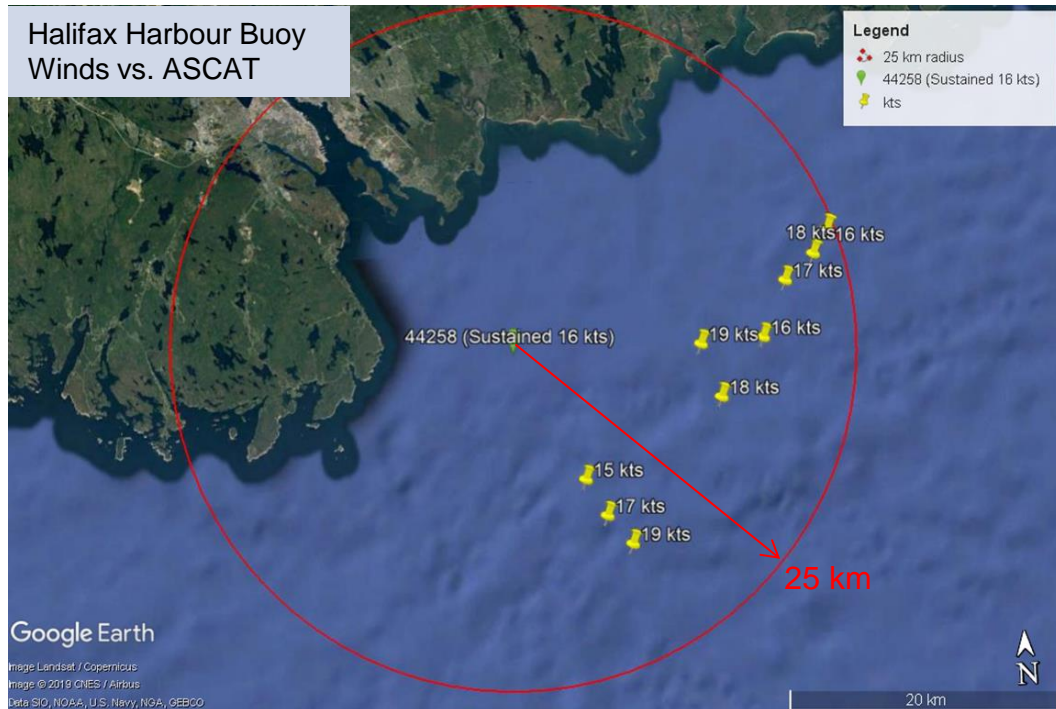 Halifax Harbour Buoy
Winds vs. ASCAT
Legend
25 km radius
44258 (Sustained 16 kts)
kts
18 kts
16 kts
17 kts
44258 (Sustained 16 kts)
19 kts
16 kts
18 kts
15 kts
17 kts
19 kts
25 km
Google Earth
Image Landsat / Copernicus
Image © 2019 CNES / Airbus
Data SIO, NOAA, U.S. Navy, NGA, GEBCO
N
20 km